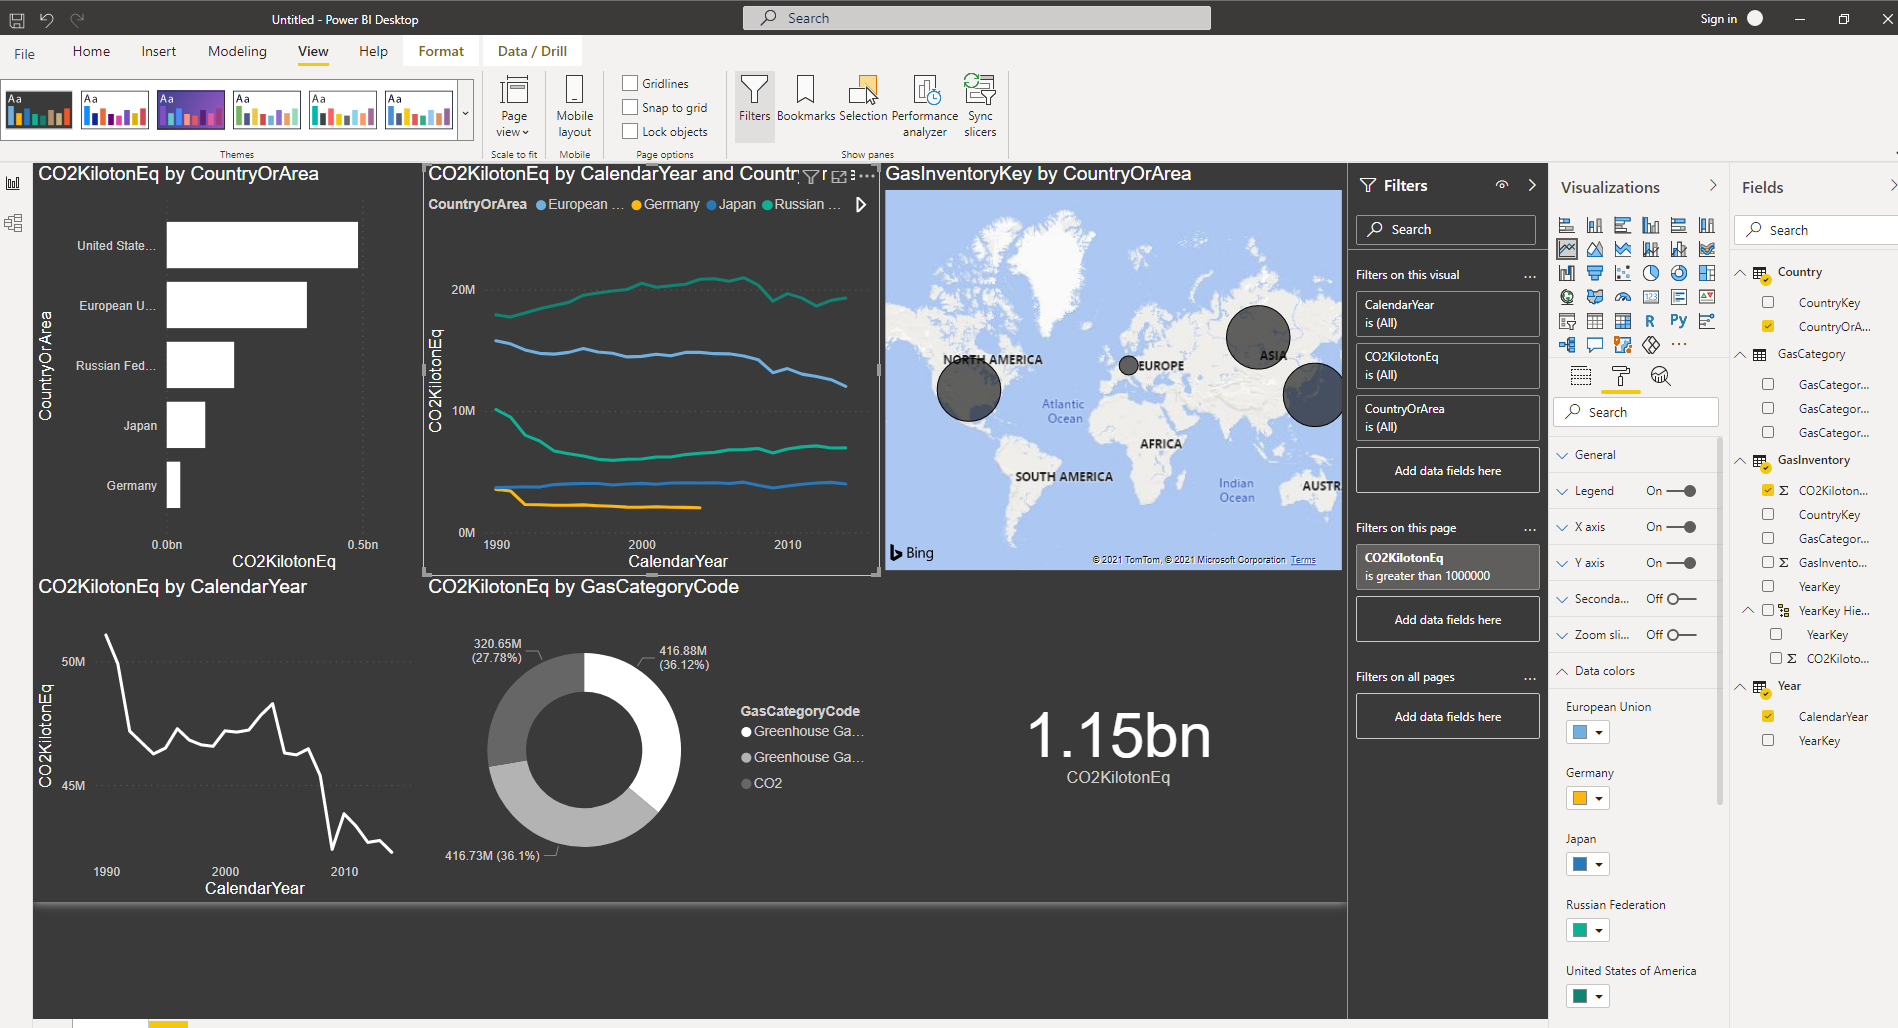 Untitled - Power BI Desktop
Search
Sign in
File
Home
Insert
Modeling
View
Help
Format
Data / Drill
Aa
Aa
Aa
Aa
Aa
Aa
Themes
Page
view
Scale to fit
Mobile
layout
Mobile
Gridlines
Snap to grid
Lock objects
Page options
Filters
Bookmarks
Selection
Performance
analyzer
Sync
slicers
Show panes
CO2KilotonEq by CountryOrArea
CountryOrArea
United State...
European U...
Russian Fed...
Japan
Germany
0.0bn
0.5bn
CO2KilotonEq
CO2KilotonEq by CalendarYear and Countr
CountryOrArea
European ...
Germany
Japan
Russian ...
CO2KilotonEq
20M
10M
0M
1990
2000
2010
CalendarYear
GasInventoryKey by CountryOrArea
NORTH AMERICA
EUROPE
ASIA
Atlantic
Ocean
AFRICA
SOUTH AMERICA
Indian
Ocean
AUSTR
Bing
© 2021 TomTom, © 2021 Microsoft Corporation Terms
CO2KilotonEq by CalendarYear
CO2KilotonEq
50M
45M
1990
2000
2010
CalendarYear
CO2KilotonEq by GasCategoryCode
320.65M
(27.78%)
416.88M
(36.12%)
416.73M (36.1%)
GasCategoryCode
Greenhouse Ga...
Greenhouse Ga...
CO2
1.15bn
CO2KilotonEq
Filters
Search
Filters on this visual
...
CalendarYear
is (All)
CO2KilotonEq
is (All)
CountryOrArea
is (All)
Add data fields here
Filters on this page
...
CO2KilotonEq
is greater than 1000000
Add data fields here
Filters on all pages
...
Add data fields here
Visualizations
123
R
Py
...
Search
General
Legend
On
X axis
On
Y axis
On
Seconda...
Off
Zoom sli...
Off
Data colors
European Union
Germany
Japan
Russian Federation
United States of America
Fields
Search
Country
CountryKey
CountryOrA...
GasCategory
GasCategor...
GasCategor...
GasCategor...
GasInventory
Σ CO2Kiloton...
CountryKey
GasCategor...
Σ GasInvento...
YearKey
YearKey Hie...
YearKey
Σ CO2Kiloto...
Year
CalendarYear
YearKey